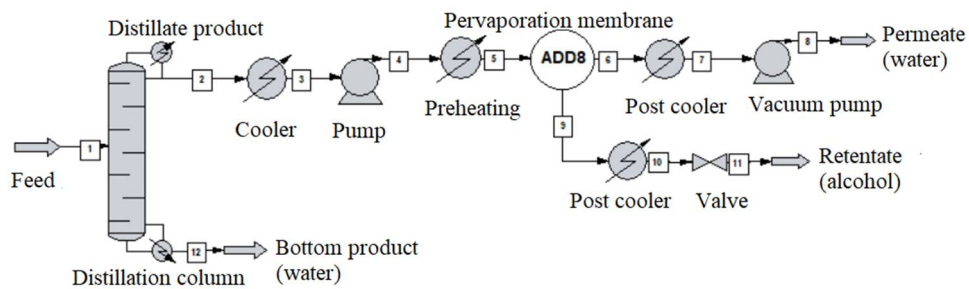 Distillate product
Pervaporation membrane
2
3
4
5
ADD8
6
7
8
Permeate
(water)
Cooler
Pump
Preheating
Post cooler
Vacuum pump
1
Feed
9
10
11
Retentate
(alcohol)
Post cooler
Valve
12
Bottom product
(water)
Distillation column